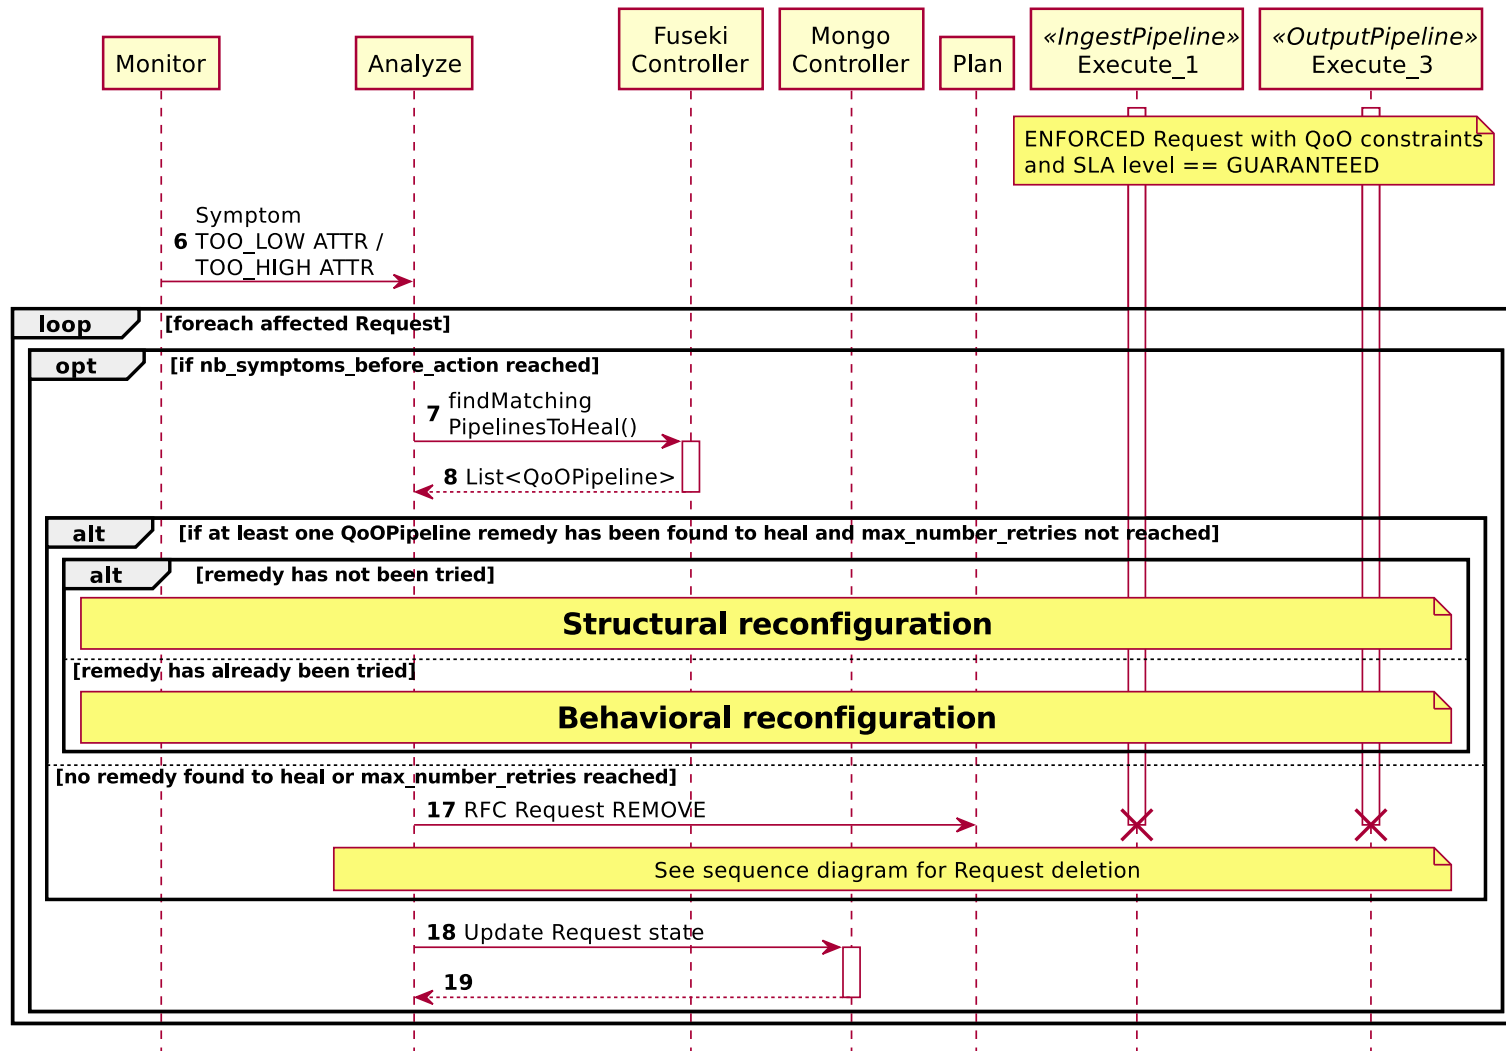 Monitor
Analyze
Fuseki
Controller
Mongo
Controller
Plan
«IngestPipeline»
Execute_1
«OutputPipeline»
Execute_3
ENFORCED Request with QoO constraints
and SLA level == GUARANTEED
Symptom
6 TOO_LOW ATTR /
TOO_HIGH ATTR
loop [foreach affected Request]
opt [if nb_symptoms_before_action reached]
7 findMatching
PipelinesToHeal()
8 List<QoOPipeline>
alt [if at least one QoOPipeline remedy has been found to heal and max_number_retries not reached]
alt [remedy has not been tried]
Structural reconfiguration
[remedy has already been tried]
Behavioral reconfiguration
[no remedy found to heal or max_number_retries reached]
17 RFC Request REMOVE
See sequence diagram for Request deletion
18 Update Request state
19